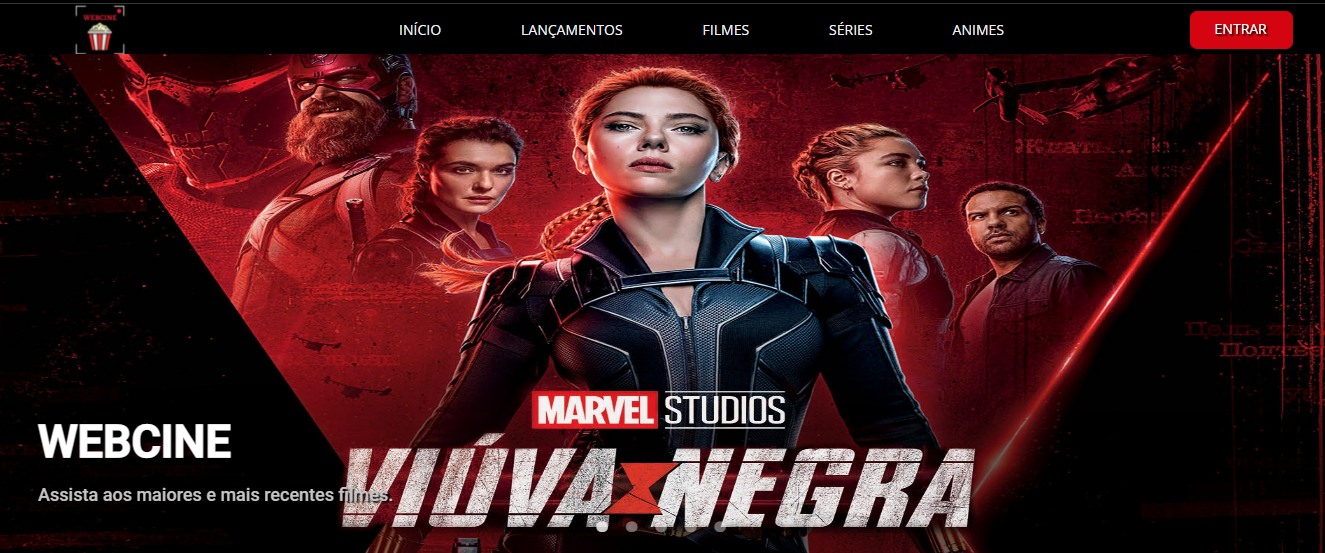 WEBCINE
INÍCIO
LANÇAMENTOS
FILMES
SÉRIES
ANIMES
ENTRAR
MARVEL STUDIOS
VIÚVA NEGRA
WEBCINE
Assista aos maiores e mais recentes filmes.